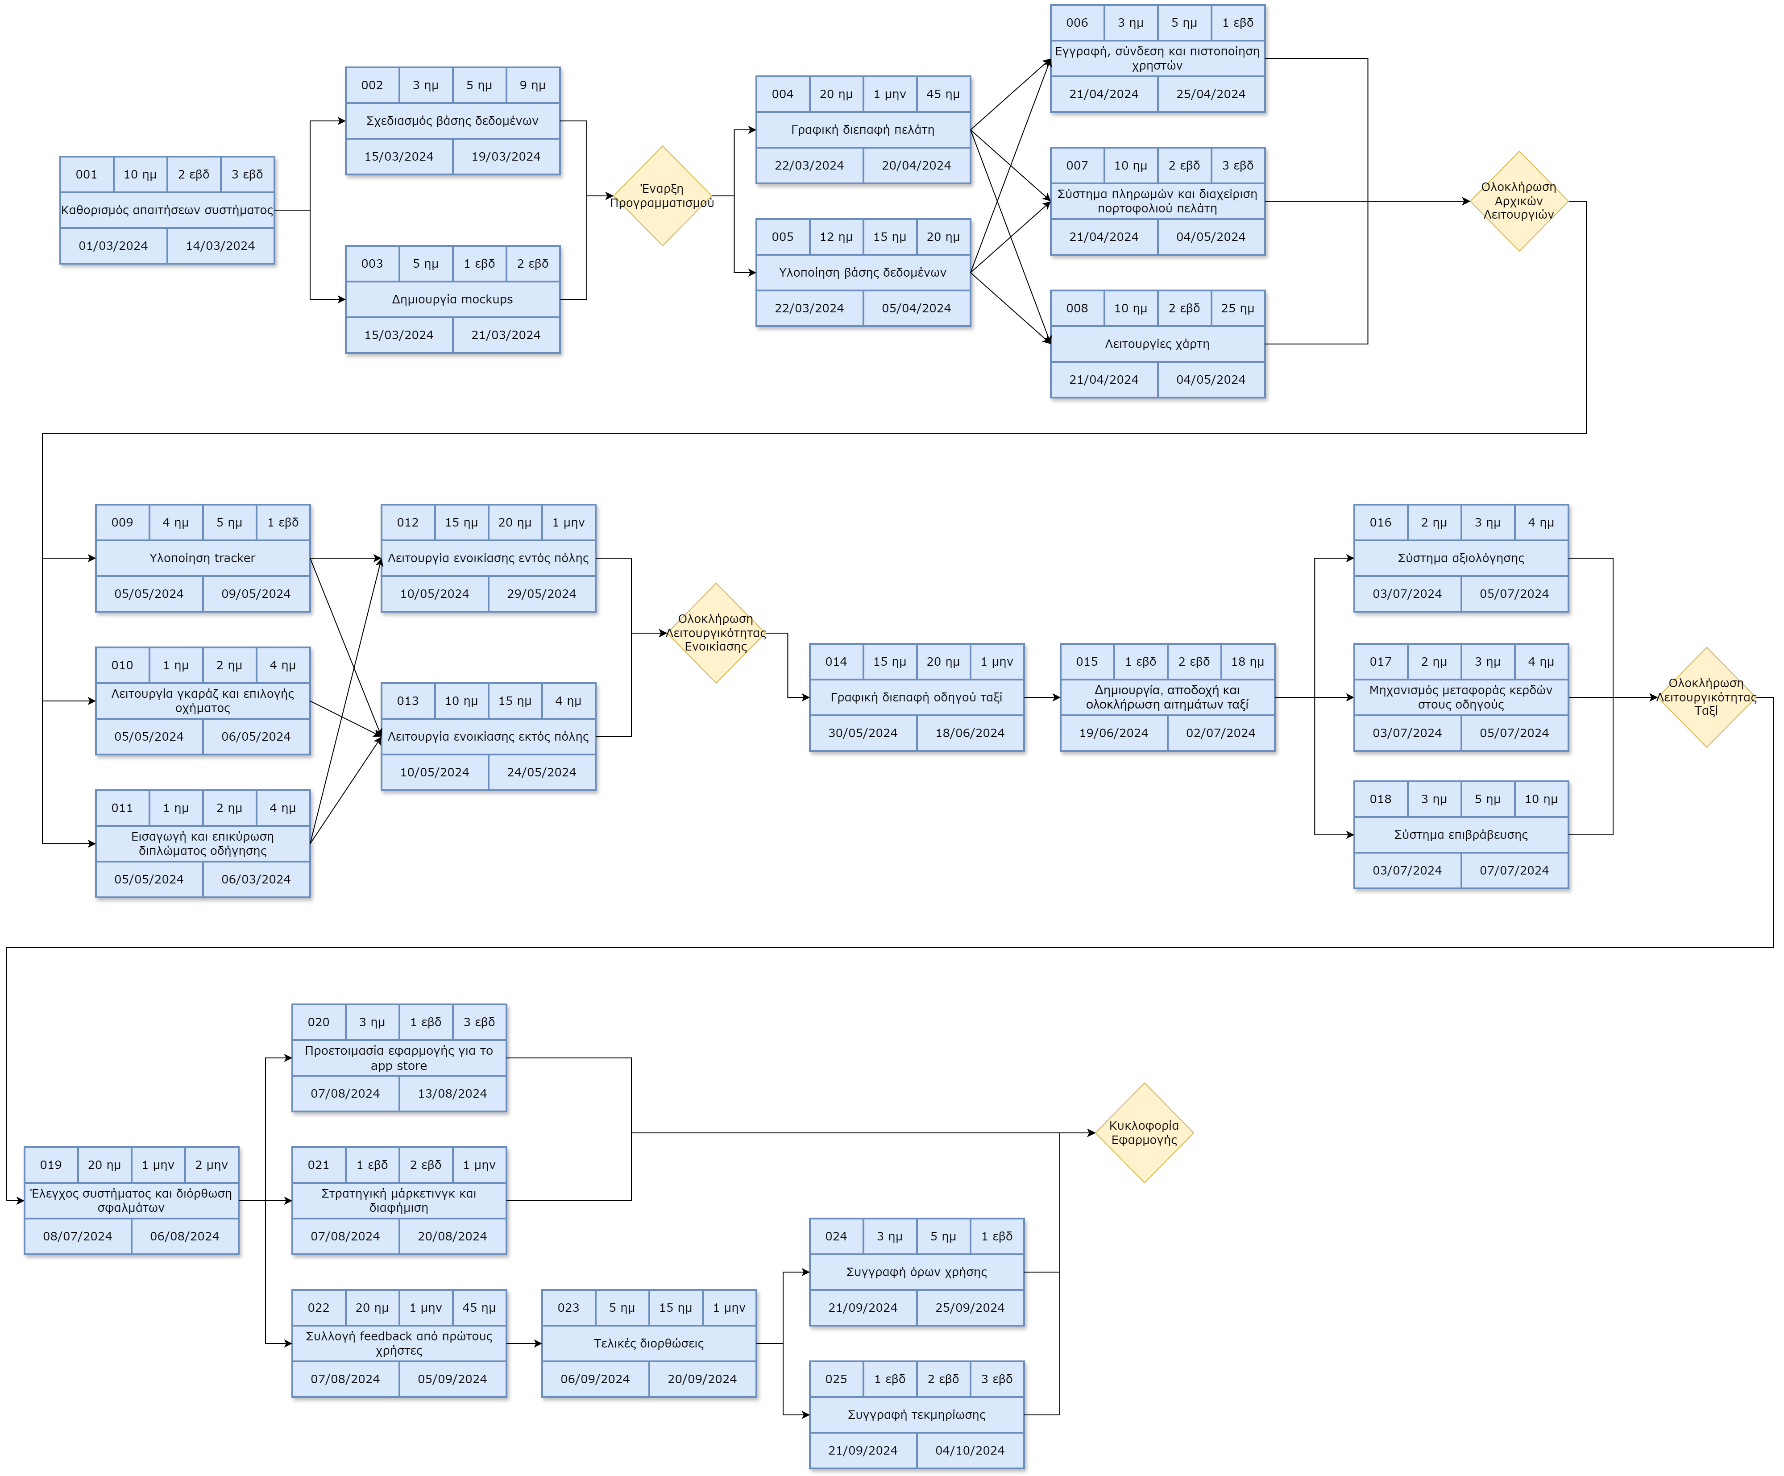 001 10 ημ 2 εβδ 3 εβδ
Καθορισμός απαιτήσεων συστήματος
01/03/2024 14/03/2024
002 3 ημ 5 ημ 9 ημ
Σχεδιασμός βάσης δεδομένων
15/03/2024 19/03/2024
003 5 ημ 1 εβδ 2 εβδ
Δημιουργία mockups
15/03/2024 21/03/2024
Έναρξη
Προγραμματισμού
004 20 ημ 1 μην 45 ημ
Γραφική διεπαφή πελάτη
22/03/2024 20/04/2024
005 12 ημ 15 ημ 20 ημ
Υλοποίηση βάσης δεδομένων
22/03/2024 05/04/2024
006 3 ημ 5 ημ 1 εβδ
Εγγραφή, σύνδεση και πιστοποίηση
χρηστών
21/04/2024 25/04/2024
007 10 ημ 2 εβδ 3 εβδ
Σύστημα πληρωμών και διαχείριση
πορτοφολιού πελάτη
21/04/2024 04/05/2024
008 10 ημ 2 εβδ 25 ημ
Λειτουργίες χάρτη
21/04/2024 04/05/2024
Ολοκλήρωση
Αρχικών
Λειτουργιών
009 4 ημ 5 ημ 1 εβδ
Υλοποίηση tracker
05/05/2024 09/05/2024
010 1 ημ 2 ημ 4 ημ
Λειτουργία γκαράζ και επιλογής
οχήματος
05/05/2024 06/05/2024
011 1 ημ 2 ημ 4 ημ
Εισαγωγή και επικύρωση
διπλώματος οδήγησης
05/05/2024 06/03/2024
012 15 ημ 20 ημ 1 μην
Λειτουργία ενοικίασης εντός πόλης
10/05/2024 29/05/2024
013 10 ημ 15 ημ 4 ημ
Λειτουργία ενοικίασης εκτός πόλης
10/05/2024 24/05/2024
Ολοκλήρωση
Λειτουργικότητας
Ενοικίασης
014 15 ημ 20 ημ 1 μην
Γραφική διεπαφή οδηγού ταξί
30/05/2024 18/06/2024
015 1 εβδ 2 εβδ 18 ημ
Δημιουργία, αποδοχή και
ολοκλήρωση αιτημάτων ταξί
19/06/2024 02/07/2024
016 2 ημ 3 ημ 4 ημ
Σύστημα αξιολόγησης
03/07/2024 05/07/2024
017 2 ημ 3 ημ 4 ημ
Μηχανισμός μεταφοράς κερδών
στους οδηγούς
03/07/2024 05/07/2024
018 3 ημ 5 ημ 10 ημ
Σύστημα επιβράβευσης
03/07/2024 07/07/2024
Ολοκλήρωση
Λειτουργικότητας
Ταξί
019 20 ημ 1 μην 2 μην
Έλεγχος συστήματος και διόρθωση
σφαλμάτων
08/07/2024 06/08/2024
020 3 ημ 1 εβδ 3 εβδ
Προετοιμασία εφαρμογής για το
app store
07/08/2024 13/08/2024
021 1 εβδ 2 εβδ 1 μην
Στρατηγική μάρκετινγκ και
διαφήμιση
07/08/2024 20/08/2024
022 20 ημ 1 μην 45 ημ
Συλλογή feedback από πρώτους
χρήστες
07/08/2024 05/09/2024
023 5 ημ 15 ημ 1 μην
Τελικές διορθώσεις
06/09/2024 20/09/2024
024 3 ημ 5 ημ 1 εβδ
Συγγραφή όρων χρήσης
21/09/2024 25/09/2024
025 1 εβδ 2 εβδ 3 εβδ
Συγγραφή τεκμηρίωσης
21/09/2024 04/10/2024
Κυκλοφορία
Εφαρμογής